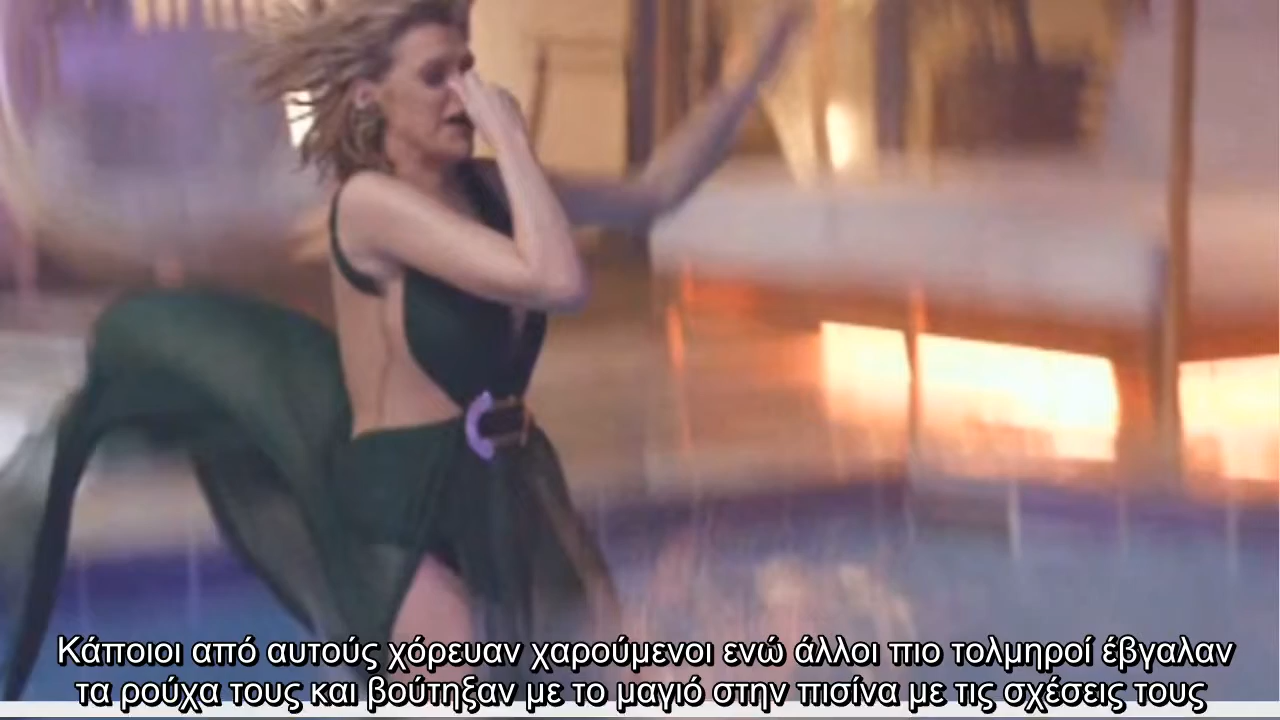 Κάποιοι από αυτούς χόρευαν χαρούμενοι ενώ άλλοι πιο τολμηροί έβγαλαν
τα ρούχα τους και βούτηξαν με το μαγιό στην πισίνα με τις σχέσεις τους